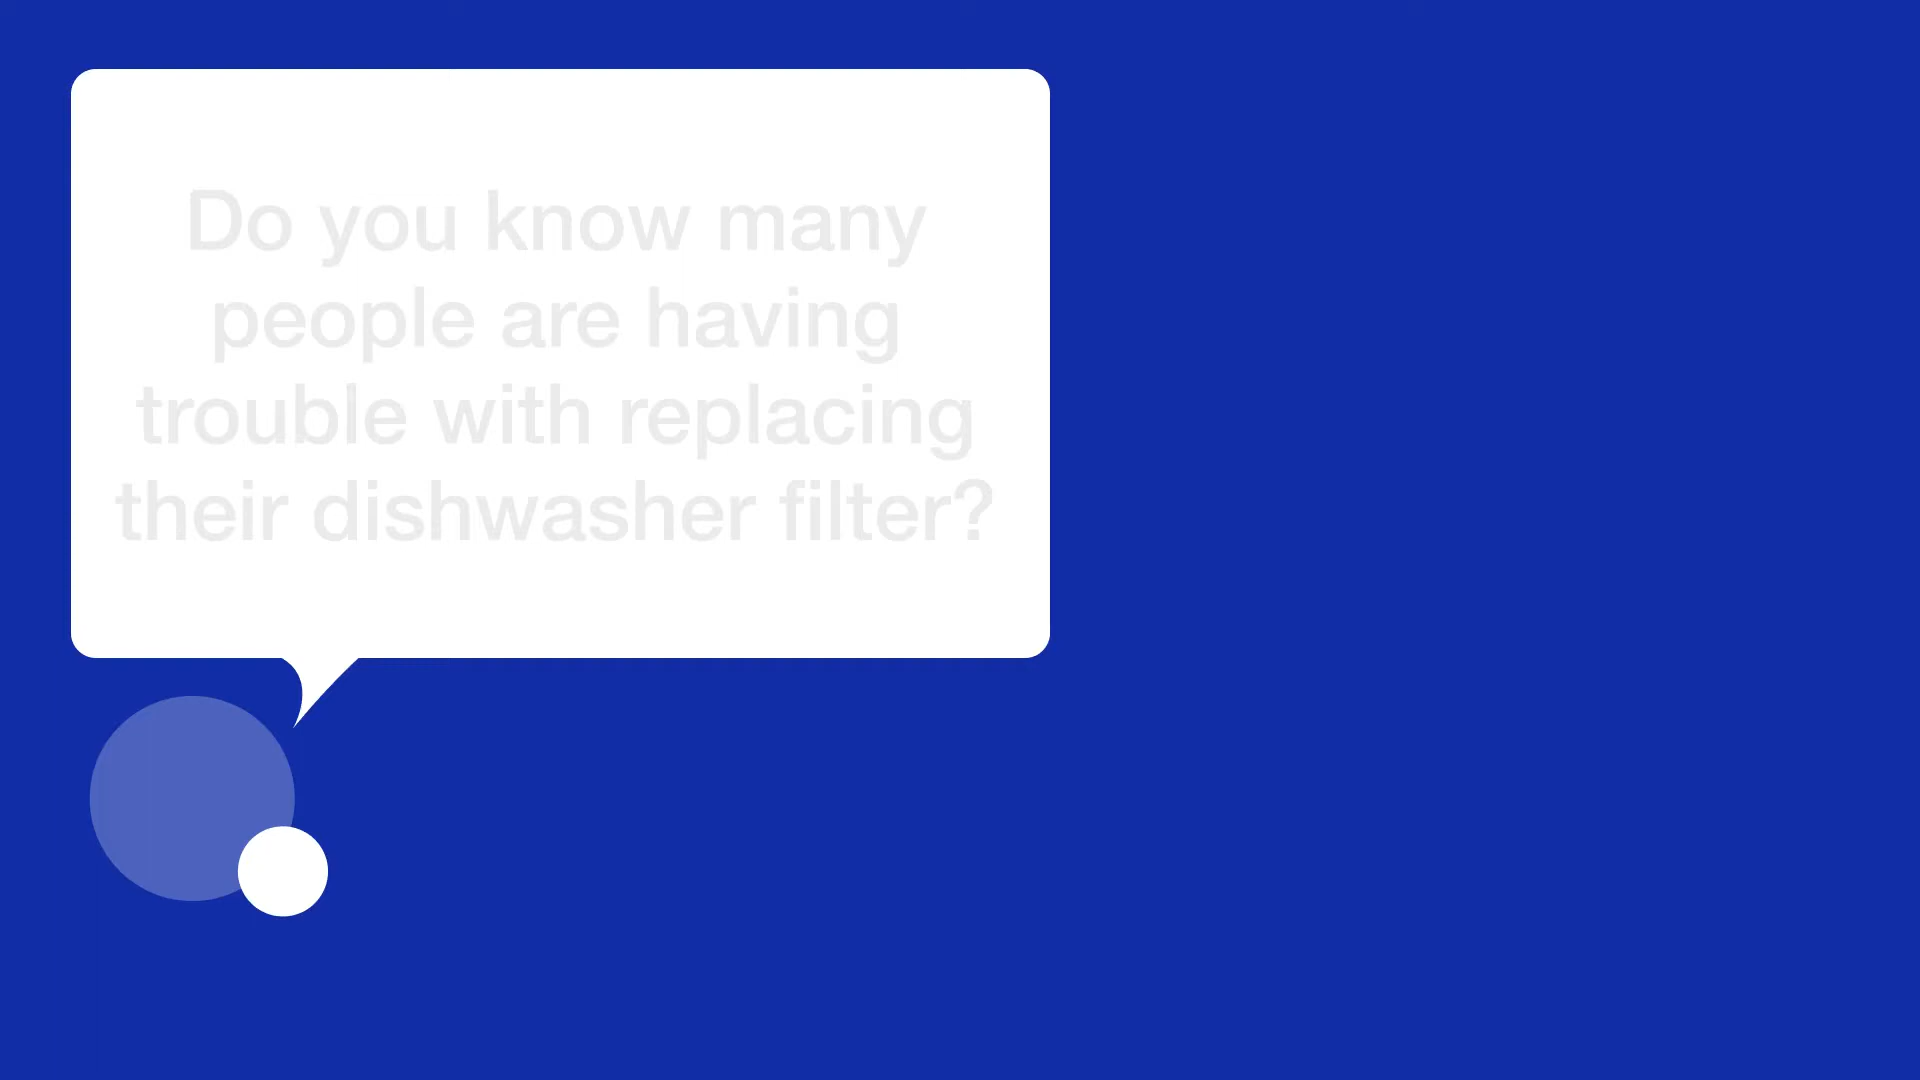 Do you know many
people are having
trouble with replacing
their dishwasher filter?